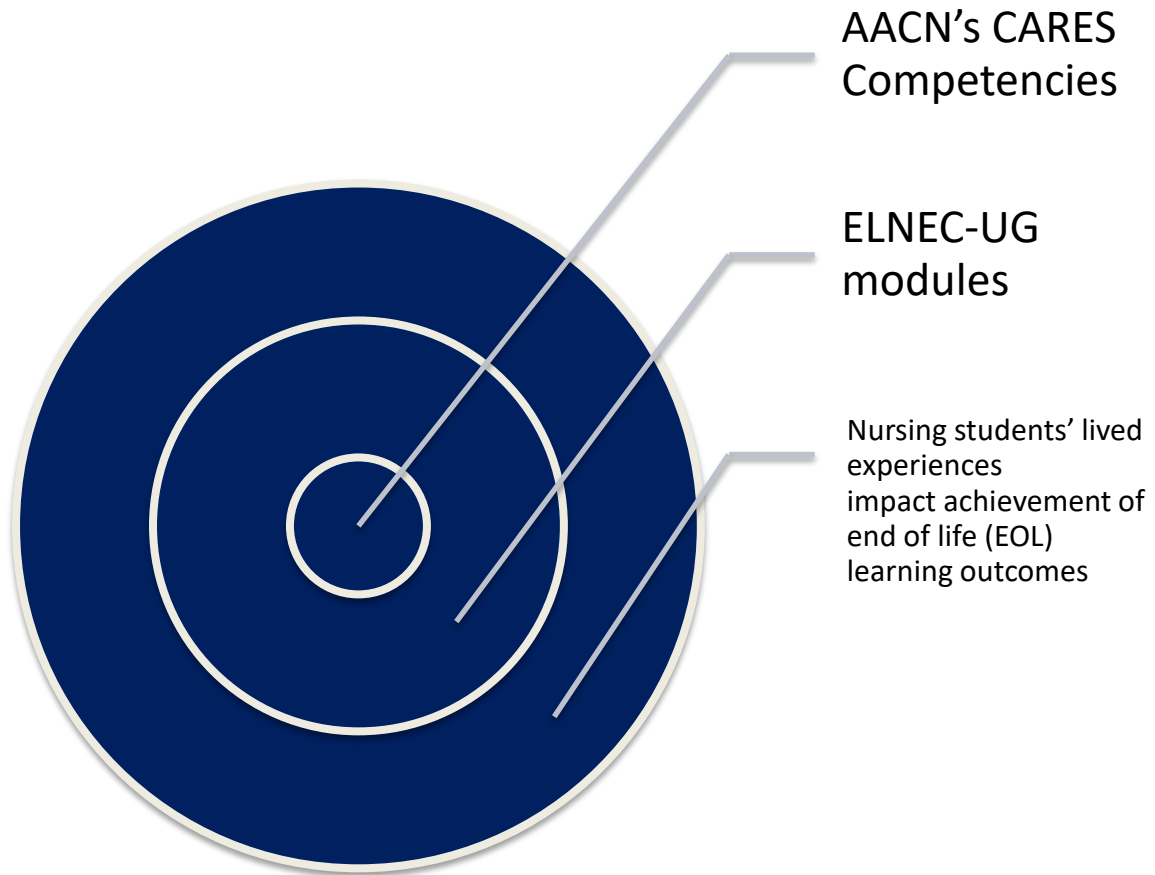 AACN’s CARES
Competencies
ELNEC-UG
modules
Nursing students’ lived
experiences
impact achievement of
end of life (EOL)
learning outcomes